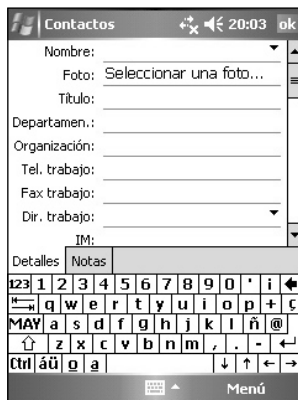 Contactos 20:03 ok
Nombre:
Foto: Seleccionar una foto...
Título:
Departamen.:
Organización:
Tel. trabajo:
Fax trabajo:
Dir. trabajo:
IM:
Detalles Notas
123 1 2 3 4 5 6 7 8 9 0 ' i
q w e r t y u i o p + ç
MAY a s d f g h j k l ñ @
z x c v b n m , . -
Ctrl áü º ª
Menú